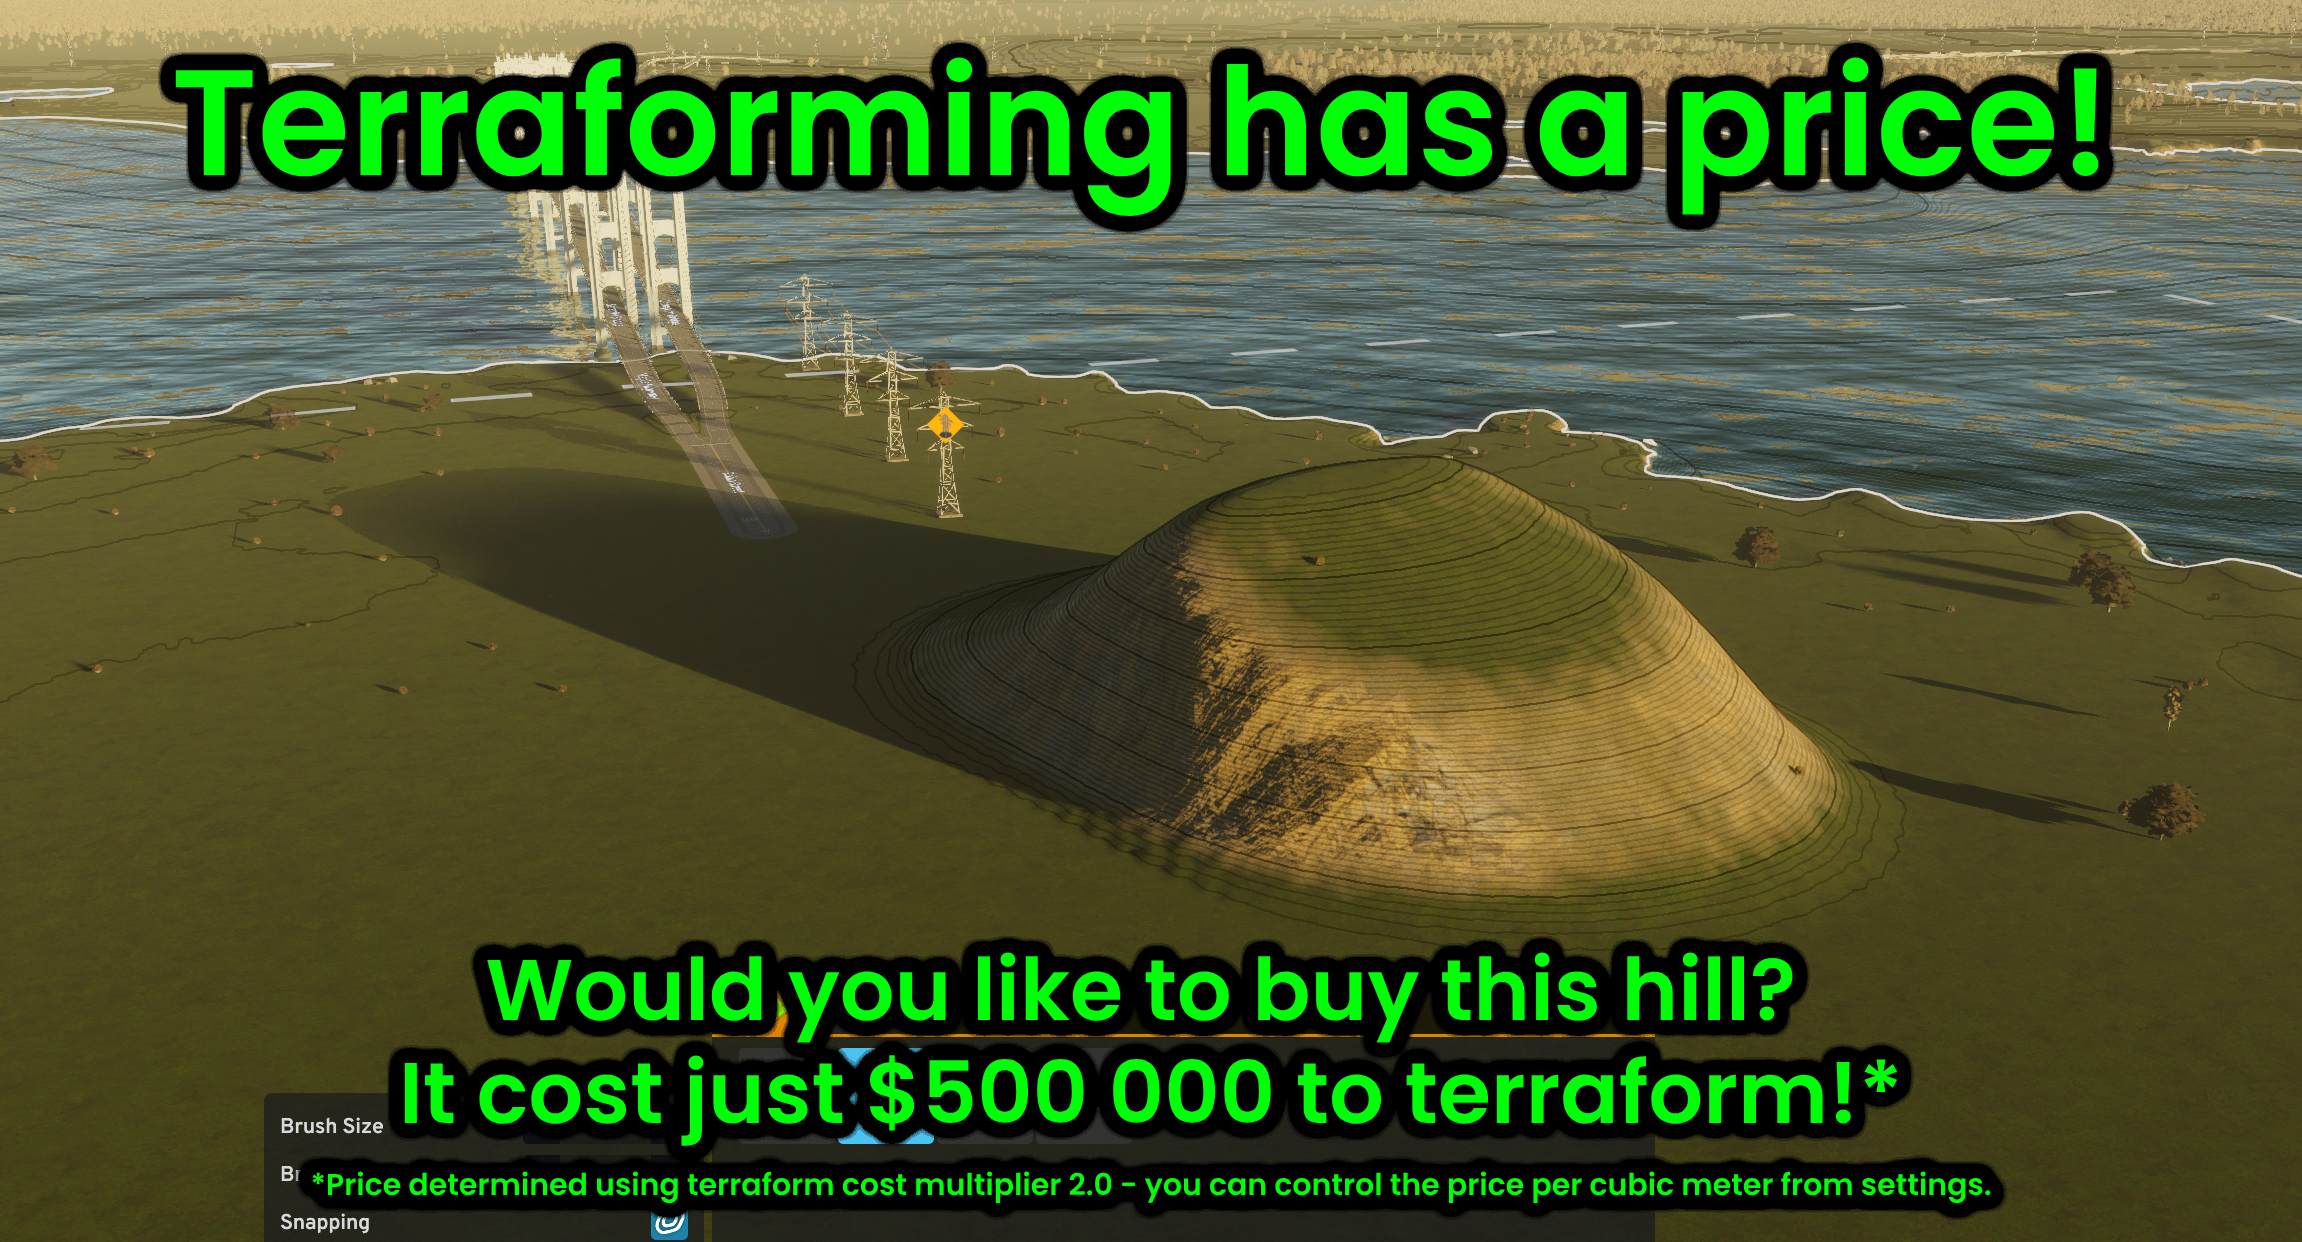 Terraforming has a price!
Would you like to buy this hill?
It cost just $500 000 to terraform!*
Brush Size
*Price determined using terraform cost multiplier 2.0 - you can control the price per cubic meter from settings.
Snapping